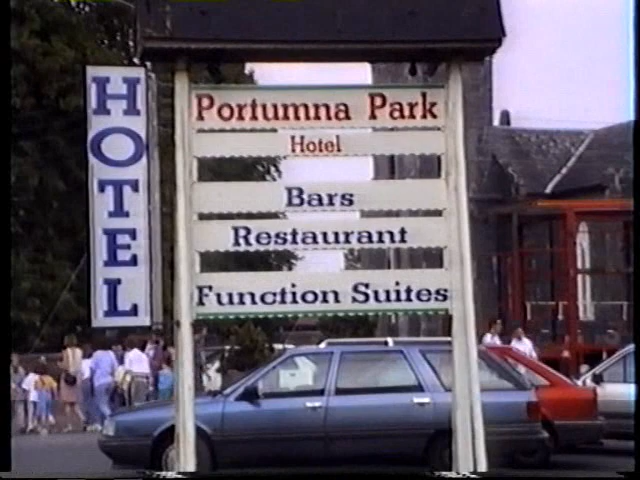 HOTEL
Portumna Park
Hotel
Bars
Restaurant
Function Suites